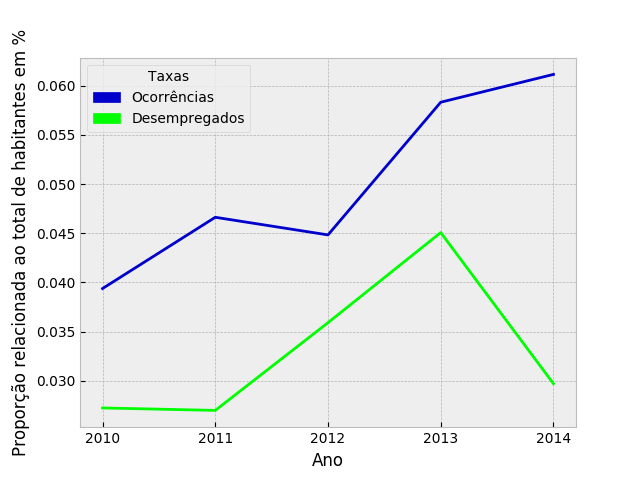 Proporção relacionada ao total de habitantes em %
Taxas
Ocorrências
Desempregados
0.060
0.055
0.050
0.045
0.040
0.035
0.030
2010 2011 2012 2013 2014
Ano